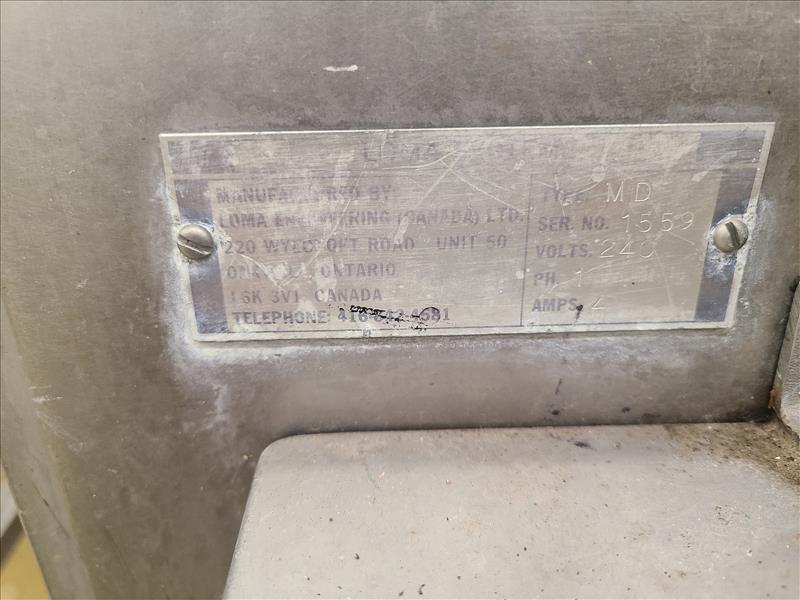 MANUFACTURED BY:
LOMA ENGINEERING (CANADA) LTD.
220 WYECROFT ROAD UNIT 50
OAKVILLE, ONTARIO
L6K 3V1 CANADA
TELEPHONE:
TYPE: MD
SER. NO. 1559
VOLTS. 240
PH. 1
AMPS.